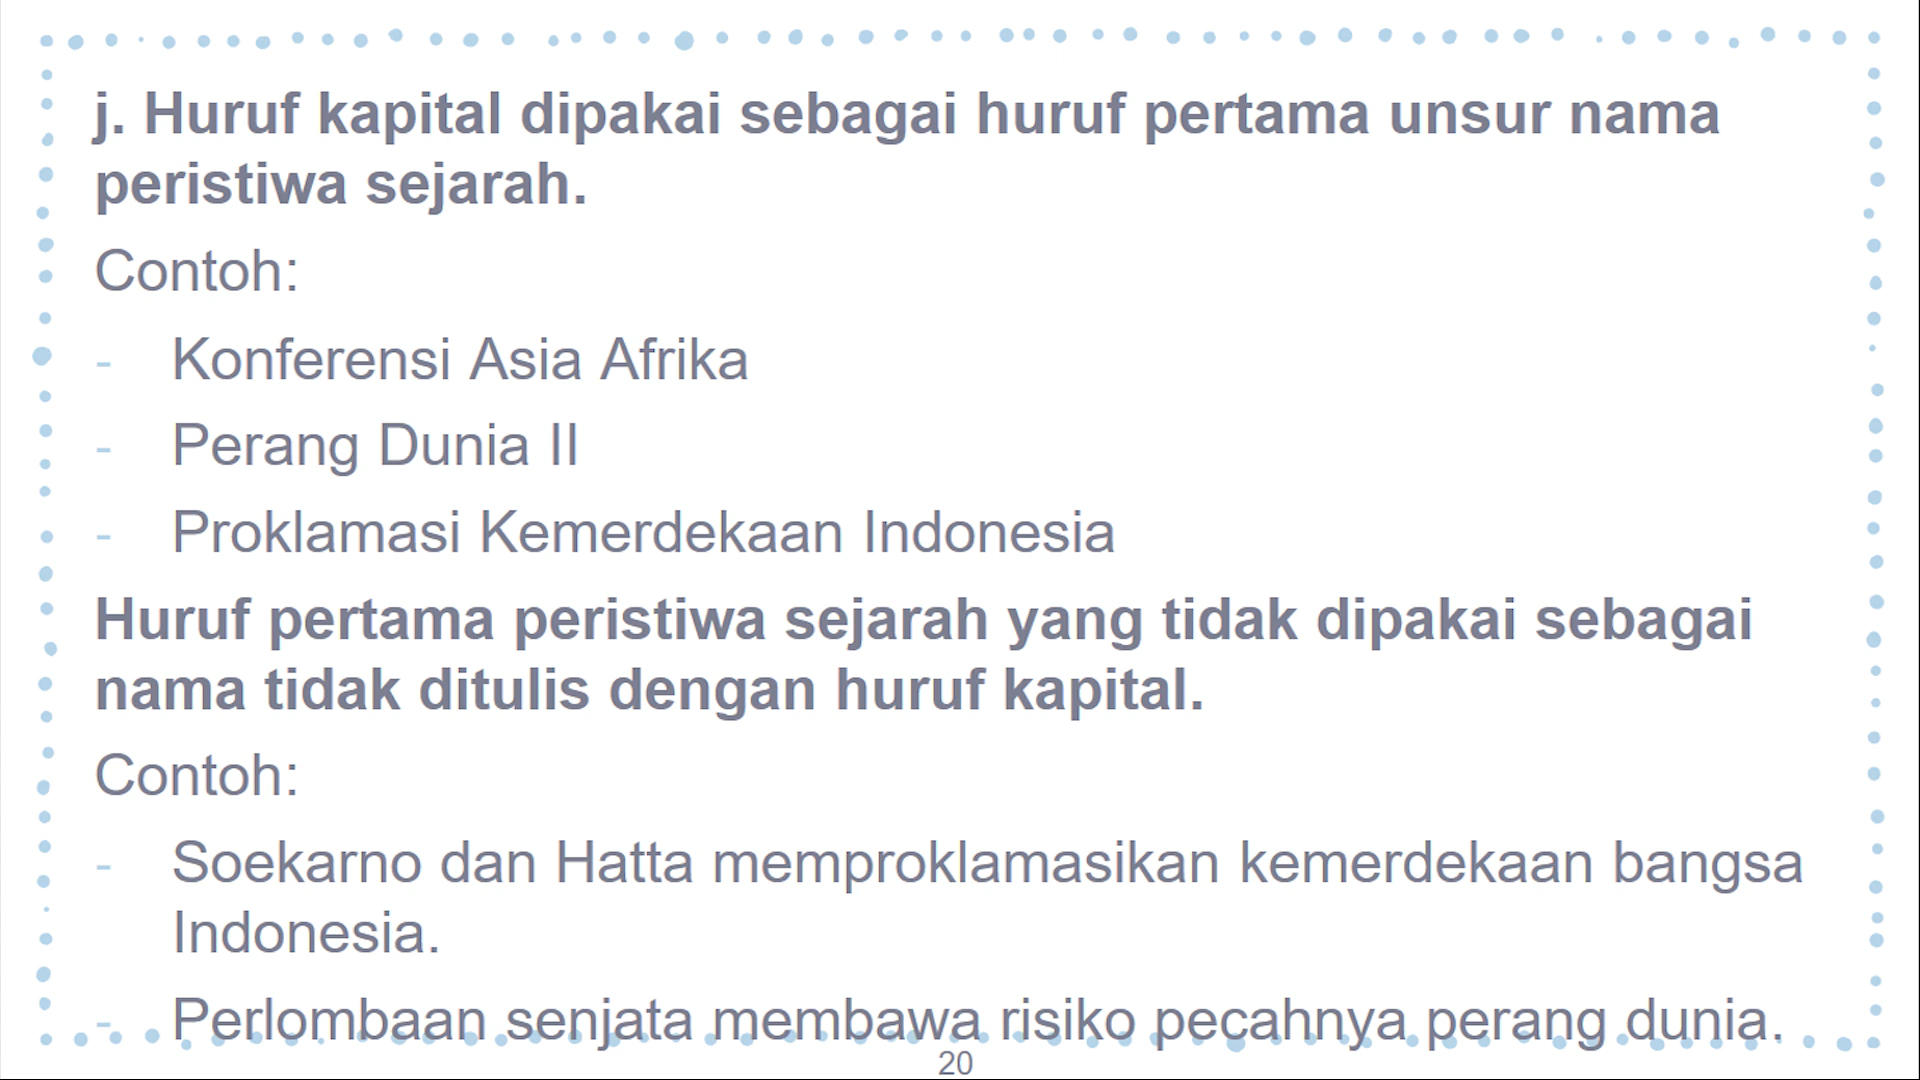 j. Huruf kapital dipakai sebagai huruf pertama unsur nama
peristiwa sejarah.
Contoh:
- Konferensi Asia Afrika
- Perang Dunia II
- Proklamasi Kemerdekaan Indonesia
Huruf pertama peristiwa sejarah yang tidak dipakai sebagai
nama tidak ditulis dengan huruf kapital.
Contoh:
- Soekarno dan Hatta memproklamasikan kemerdekaan bangsa
Indonesia.
- Perlombaan senjata membawa risiko pecahnya perang dunia.
20